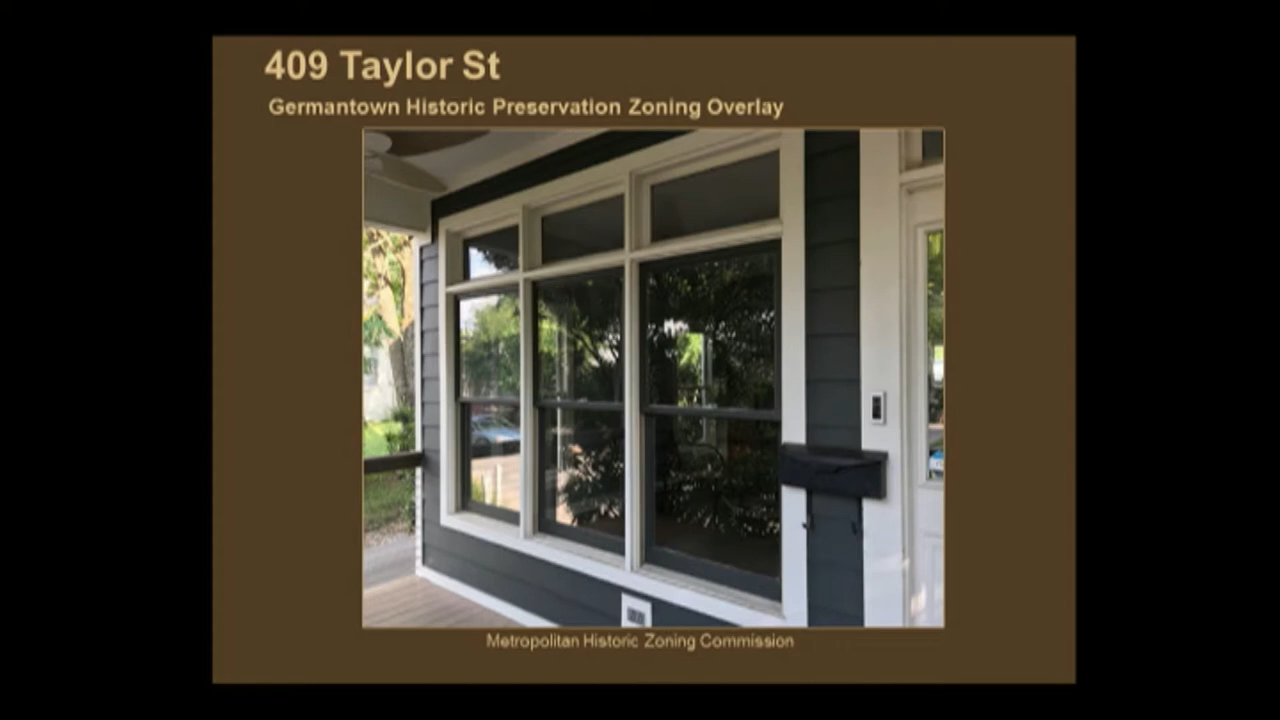 409 Taylor St
Germantown Historic Preservation Zoning Overlay
Metropolitan Historic Zoning Commission